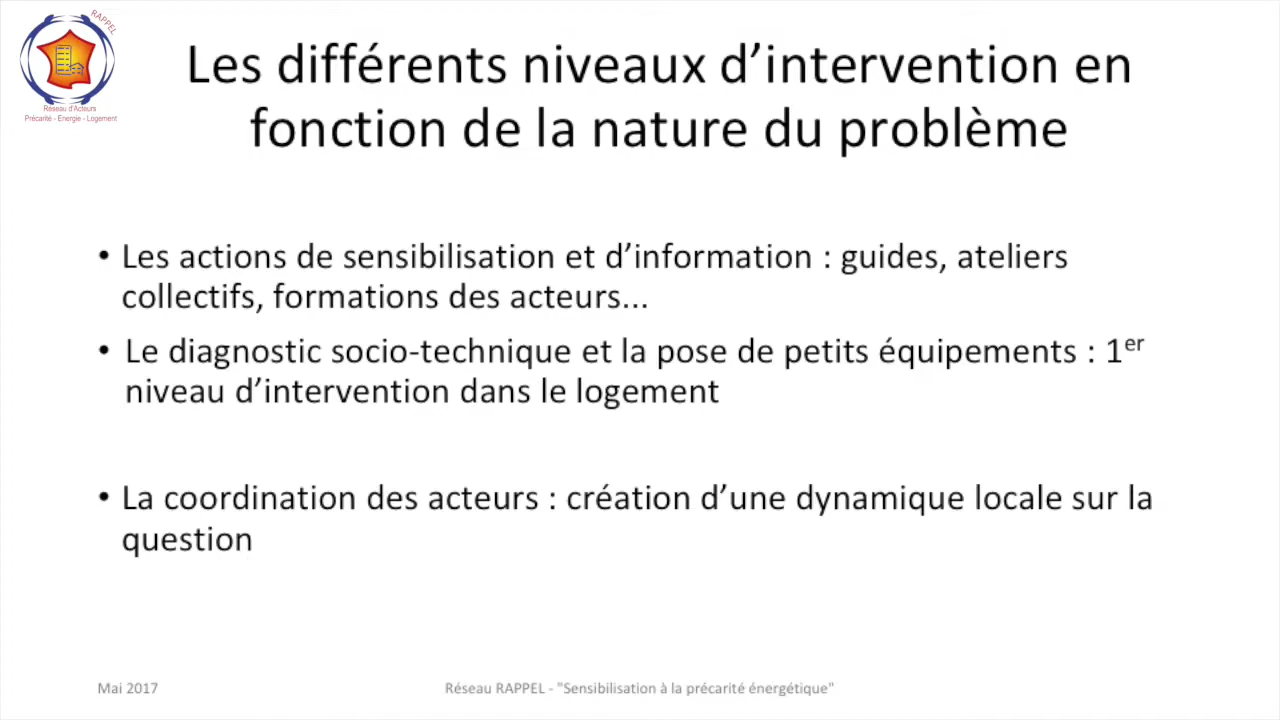 RAPPEL
Réseau d'Acteurs
Précarité - Energie - Logement
Les différents niveaux d’intervention en
fonction de la nature du problème
• Les actions de sensibilisation et d’information : guides, ateliers
collectifs, formations des acteurs...
• Le diagnostic socio-technique et la pose de petits équipements : 1er
niveau d’intervention dans le logement
• La coordination des acteurs : création d’une dynamique locale sur la
question
Mai 2017
Réseau RAPPEL - "Sensibilisation à la précarité énergétique"